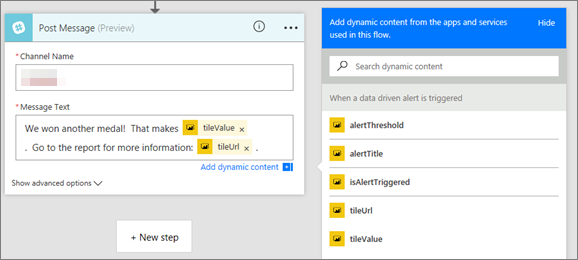 Post Message (Preview)
* Channel Name
* Message Text
We won another medal! That makes tileValue x
. Go to the report for more information: tileUrl x .
Add dynamic content
Show advanced options
+ New step
Add dynamic content from the apps and services
used in this flow.
Hide
Search dynamic content
When a data driven alert is triggered
alertThreshold
alertTitle
isAlertTriggered
tileUrl
tileValue